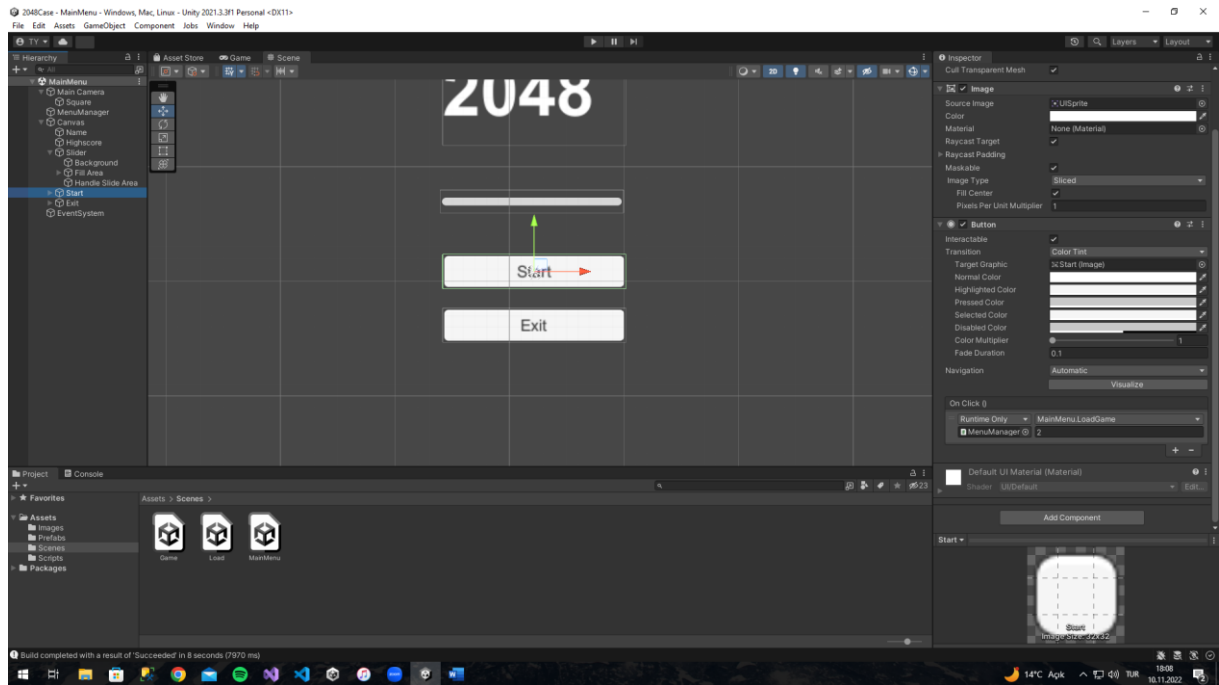 2048Case - MainMenu - Windows, Mac, Linux - Unity 2021.3.3f1 Personal <DX11>
File Edit Assets GameObject Component Jobs Window Help
TY
Layers
Layout
Hierarchy
All
MainMenu
Main Camera
Square
MenuManager
Canvas
Name
Highscore
Slider
Background
Fill Area
Handle Slide Area
Start
Exit
EventSystem
Asset Store
Game
Scene
2D
2048
Start
Exit
Inspector
Cull Transparent Mesh
Image
Source Image UISprite
Color
Material None (Material)
Raycast Target
Raycast Padding
Maskable
Image Type Sliced
Fill Center
Pixels Per Unit Multiplier 1
Button
Interactable
Transition Color Tint
Target Graphic Start (Image)
Normal Color
Highlighted Color
Pressed Color
Selected Color
Disabled Color
Color Multiplier 1
Fade Duration 0.1
Navigation Automatic
Visualize
On Click ()
Runtime Only MainMenu.LoadGame
MenuManager 2
Default UI Material (Material)
Shader UI/Default Edit...
Add Component
Start
Start
Image Size: 32x32
Project
Console
23
Favorites
Assets
Images
Prefabs
Scenes
Scripts
Packages
Assets > Scenes >
Game
Load
MainMenu
Build completed with a result of 'Succeeded' in 8 seconds (7970 ms)
14°C Açık
TUR
18:08
10.11.2022
2